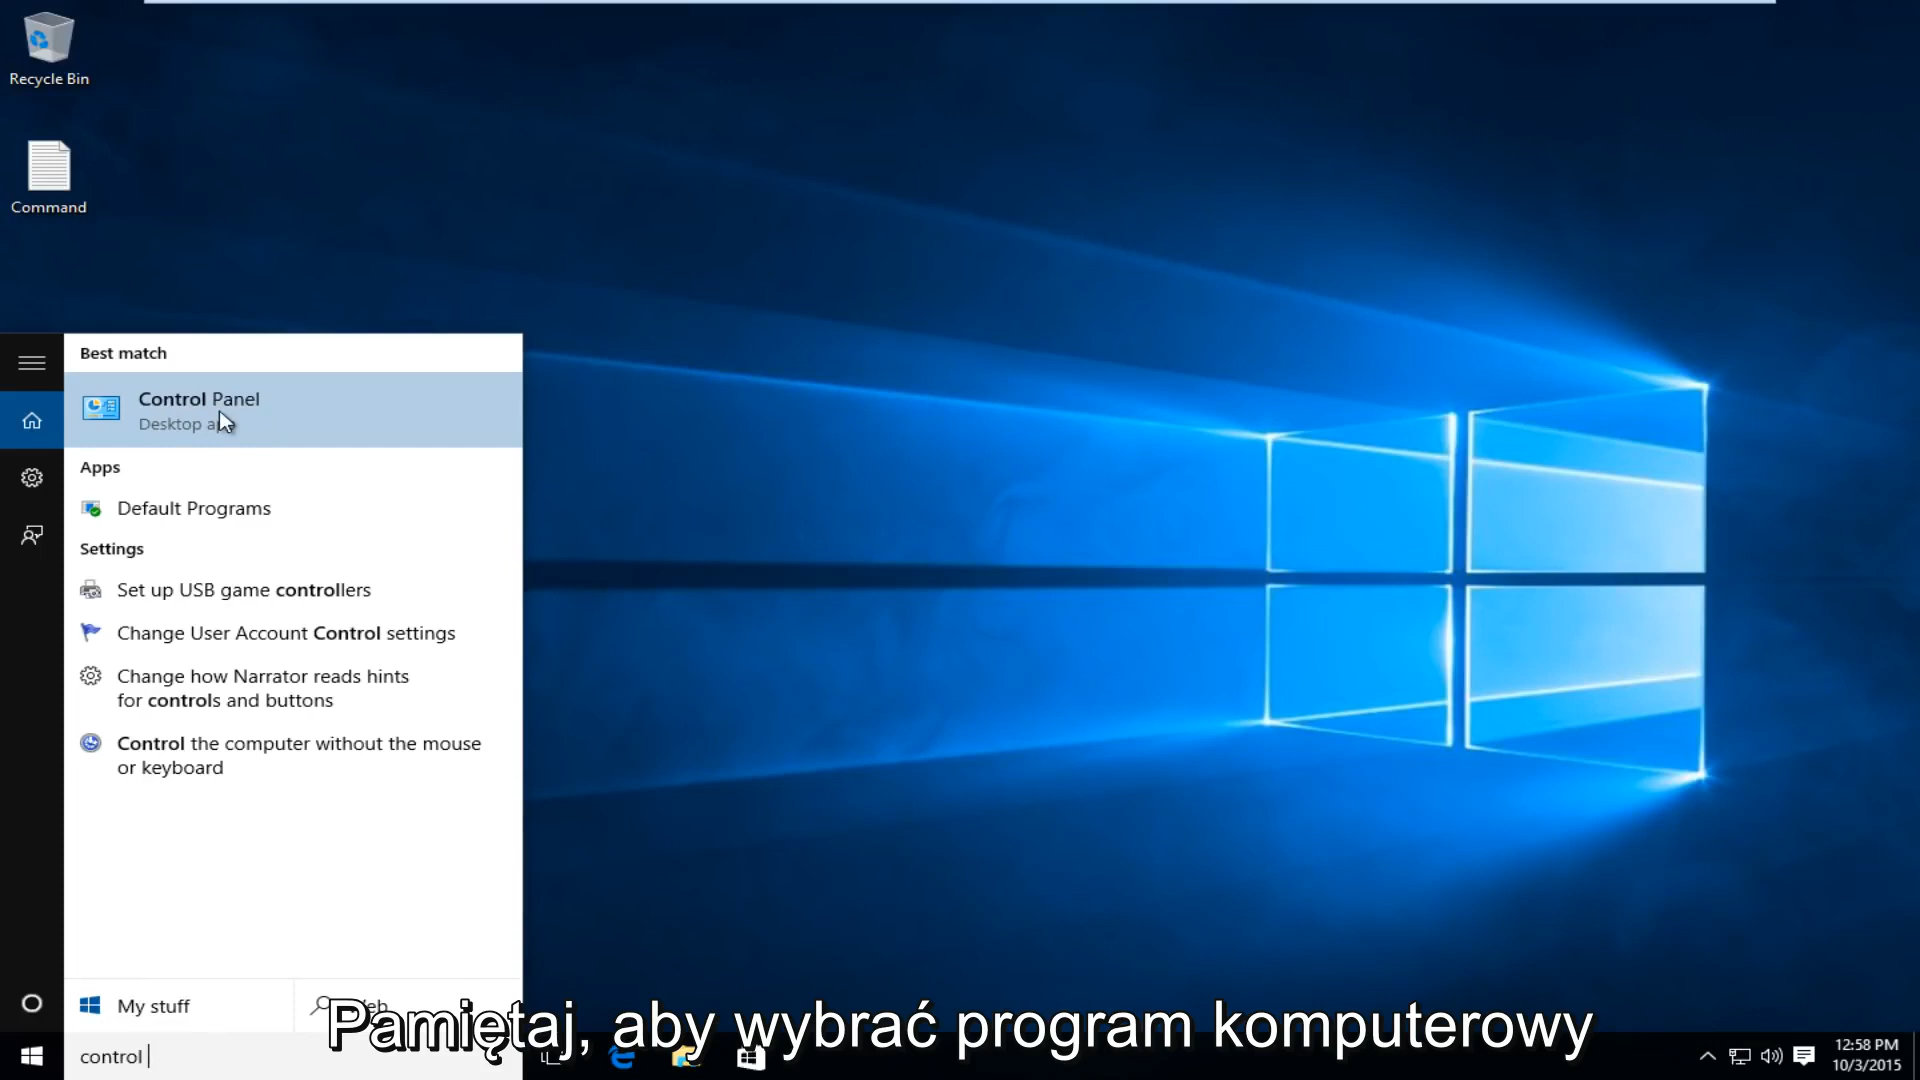 Recycle Bin
Command
Best match
Control Panel
Desktop
Apps
Default Programs
Settings
Set up USB game controllers
Change User Account Control settings
Change how Narrator reads hints
for controls and buttons
Control the computer without the mouse
or keyboard
My stuff
Pamiętaj, aby wybrać program komputerowy
control
12:58 PM
10/3/2015